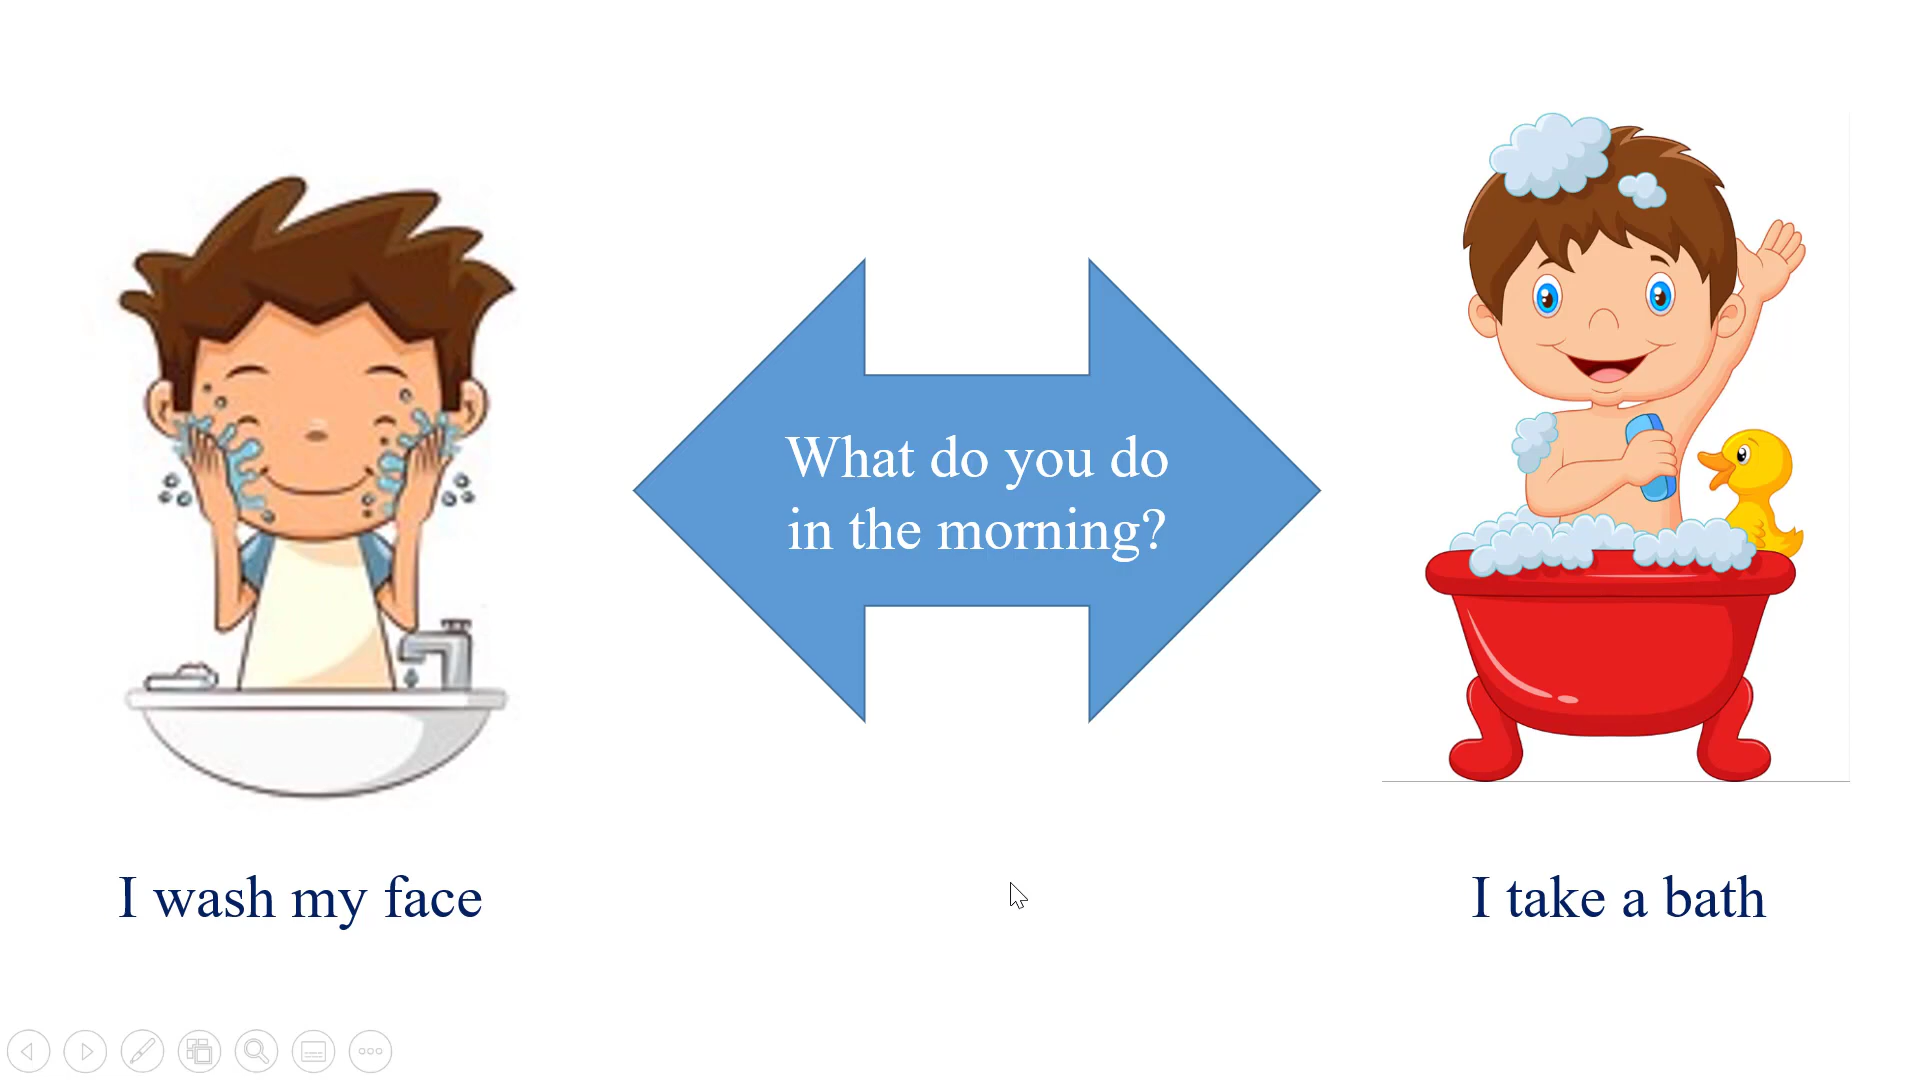 What do you do
in the morning?
I wash my face
I take a bath